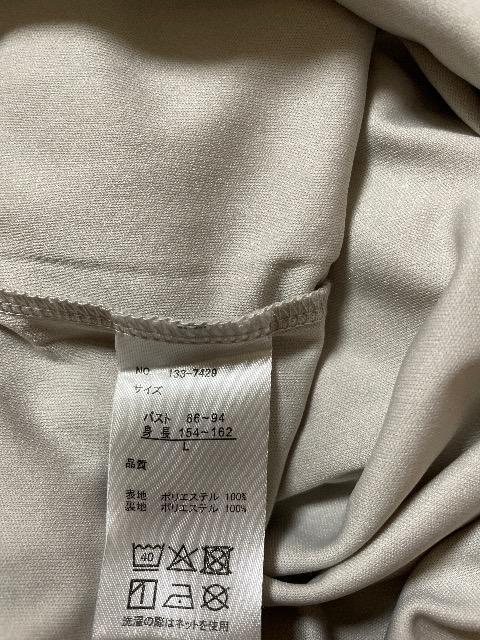 NO. 133-7429
サイズ
バスト 86~94
身長 154~162
L
品質
表地 ポリエステル 100%
裏地 ポリエステル 100%
40
洗濯の際はネットを使用